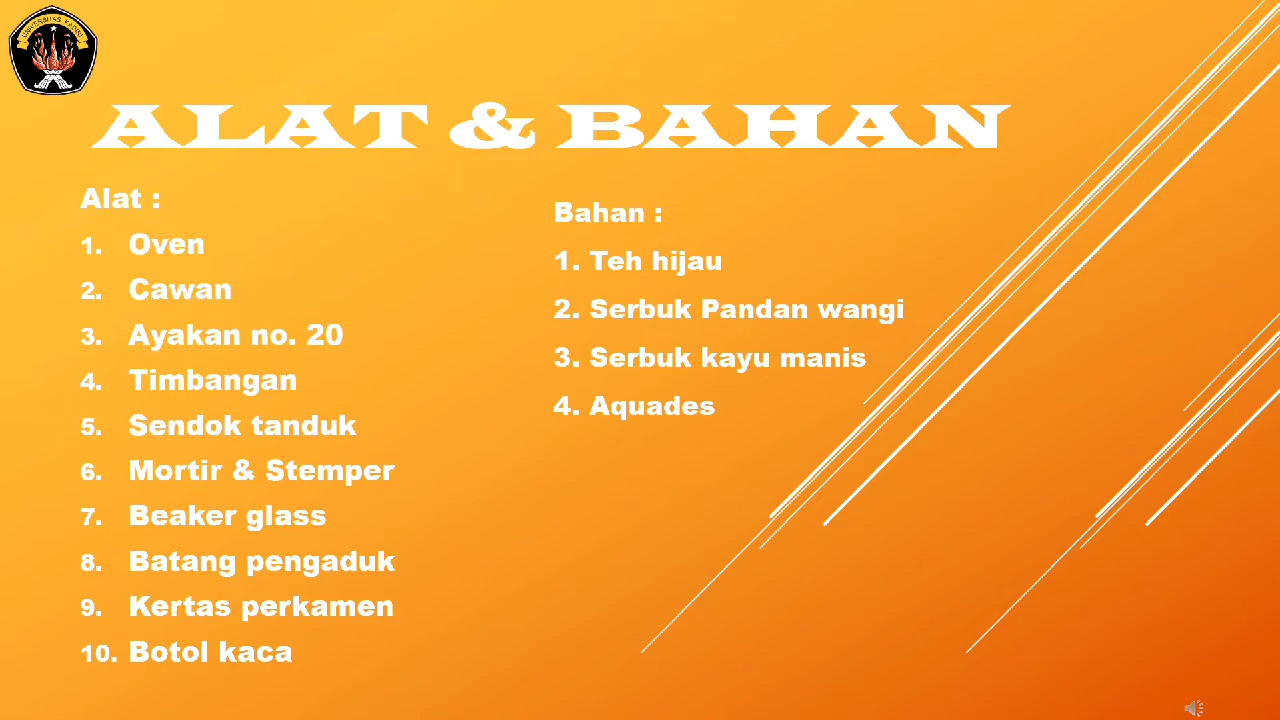 UNIVERSITAS KADIRI
ALAT & BAHAN
Alat :
1. Oven
2. Cawan
3. Ayakan no. 20
4. Timbangan
5. Sendok tanduk
6. Mortir & Stemper
7. Beaker glass
8. Batang pengaduk
9. Kertas perkamen
10. Botol kaca
Bahan :
1. Teh hijau
2. Serbuk Pandan wangi
3. Serbuk kayu manis
4. Aquades